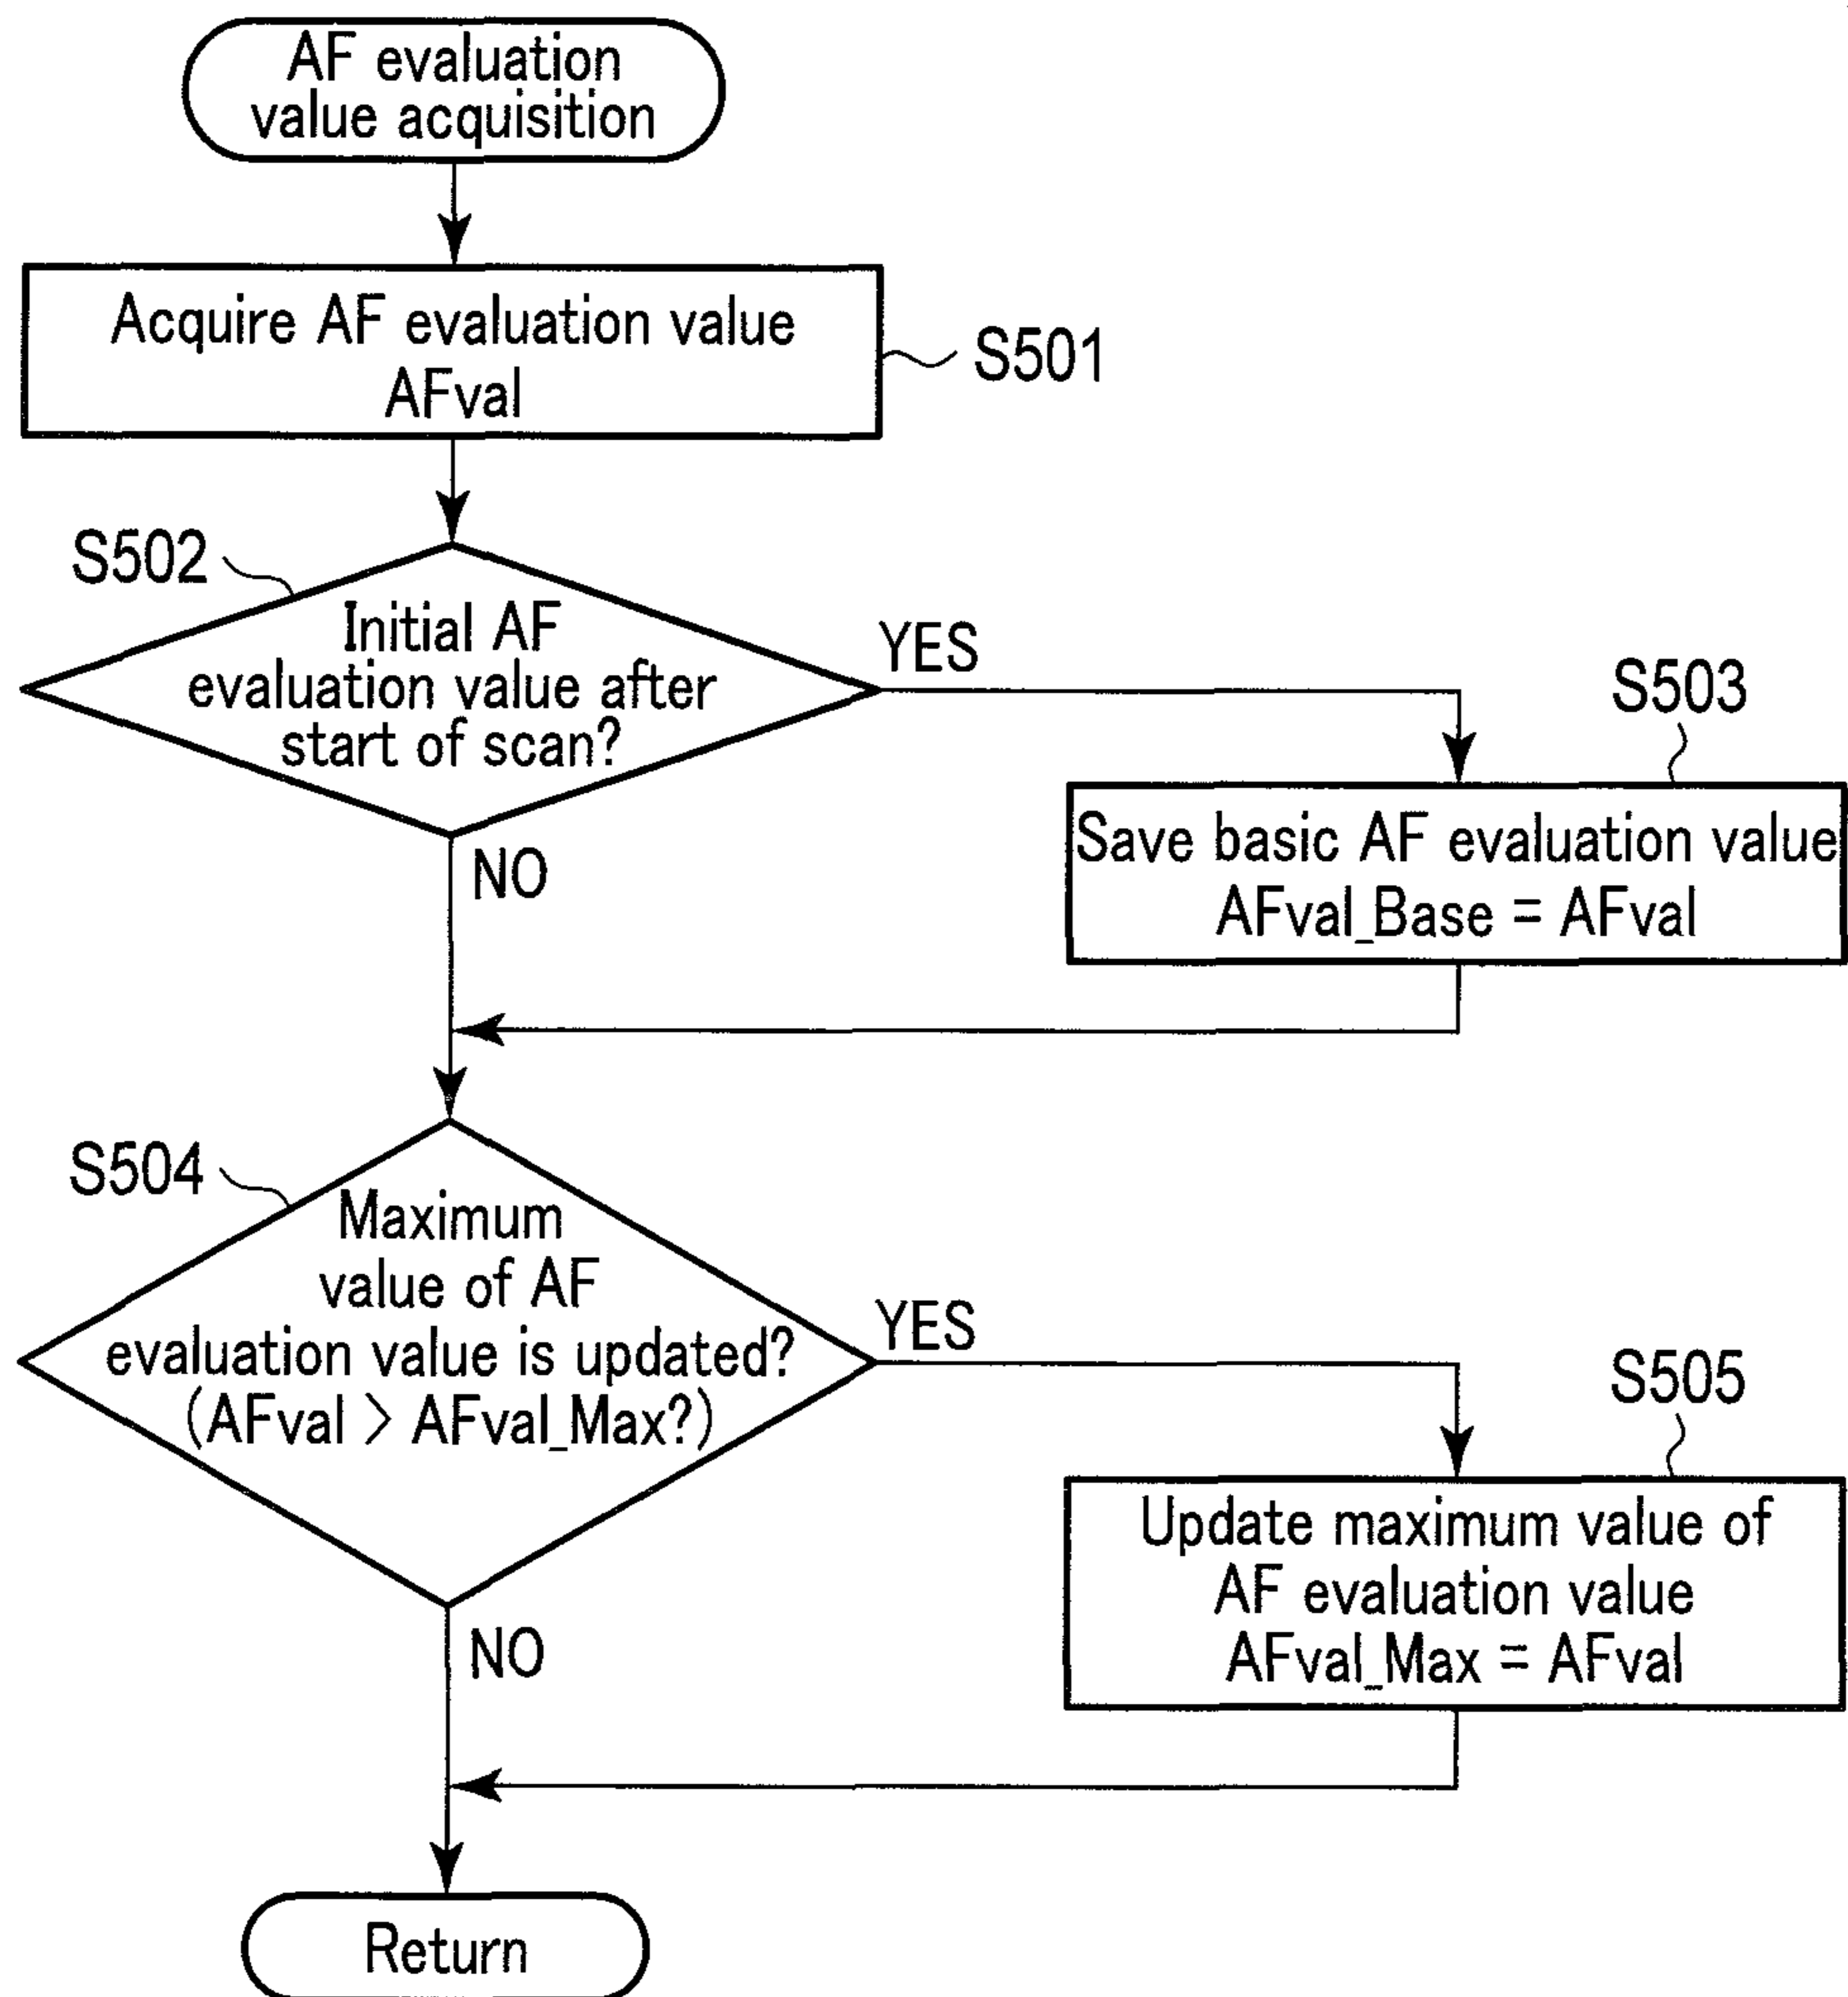 AF evaluation
value acquisition
Acquire AF evaluation value
AFval
S501
S502
Initial AF
evaluation value after
start of scan?
YES
NO
S503
Save basic AF evaluation value
AFval_Base = AFval
S504
Maximum
value of AF
evaluation value is updated?
(AFval > AFval_Max?)
YES
NO
S505
Update maximum value of
AF evaluation value
AFval_Max = AFval
Return